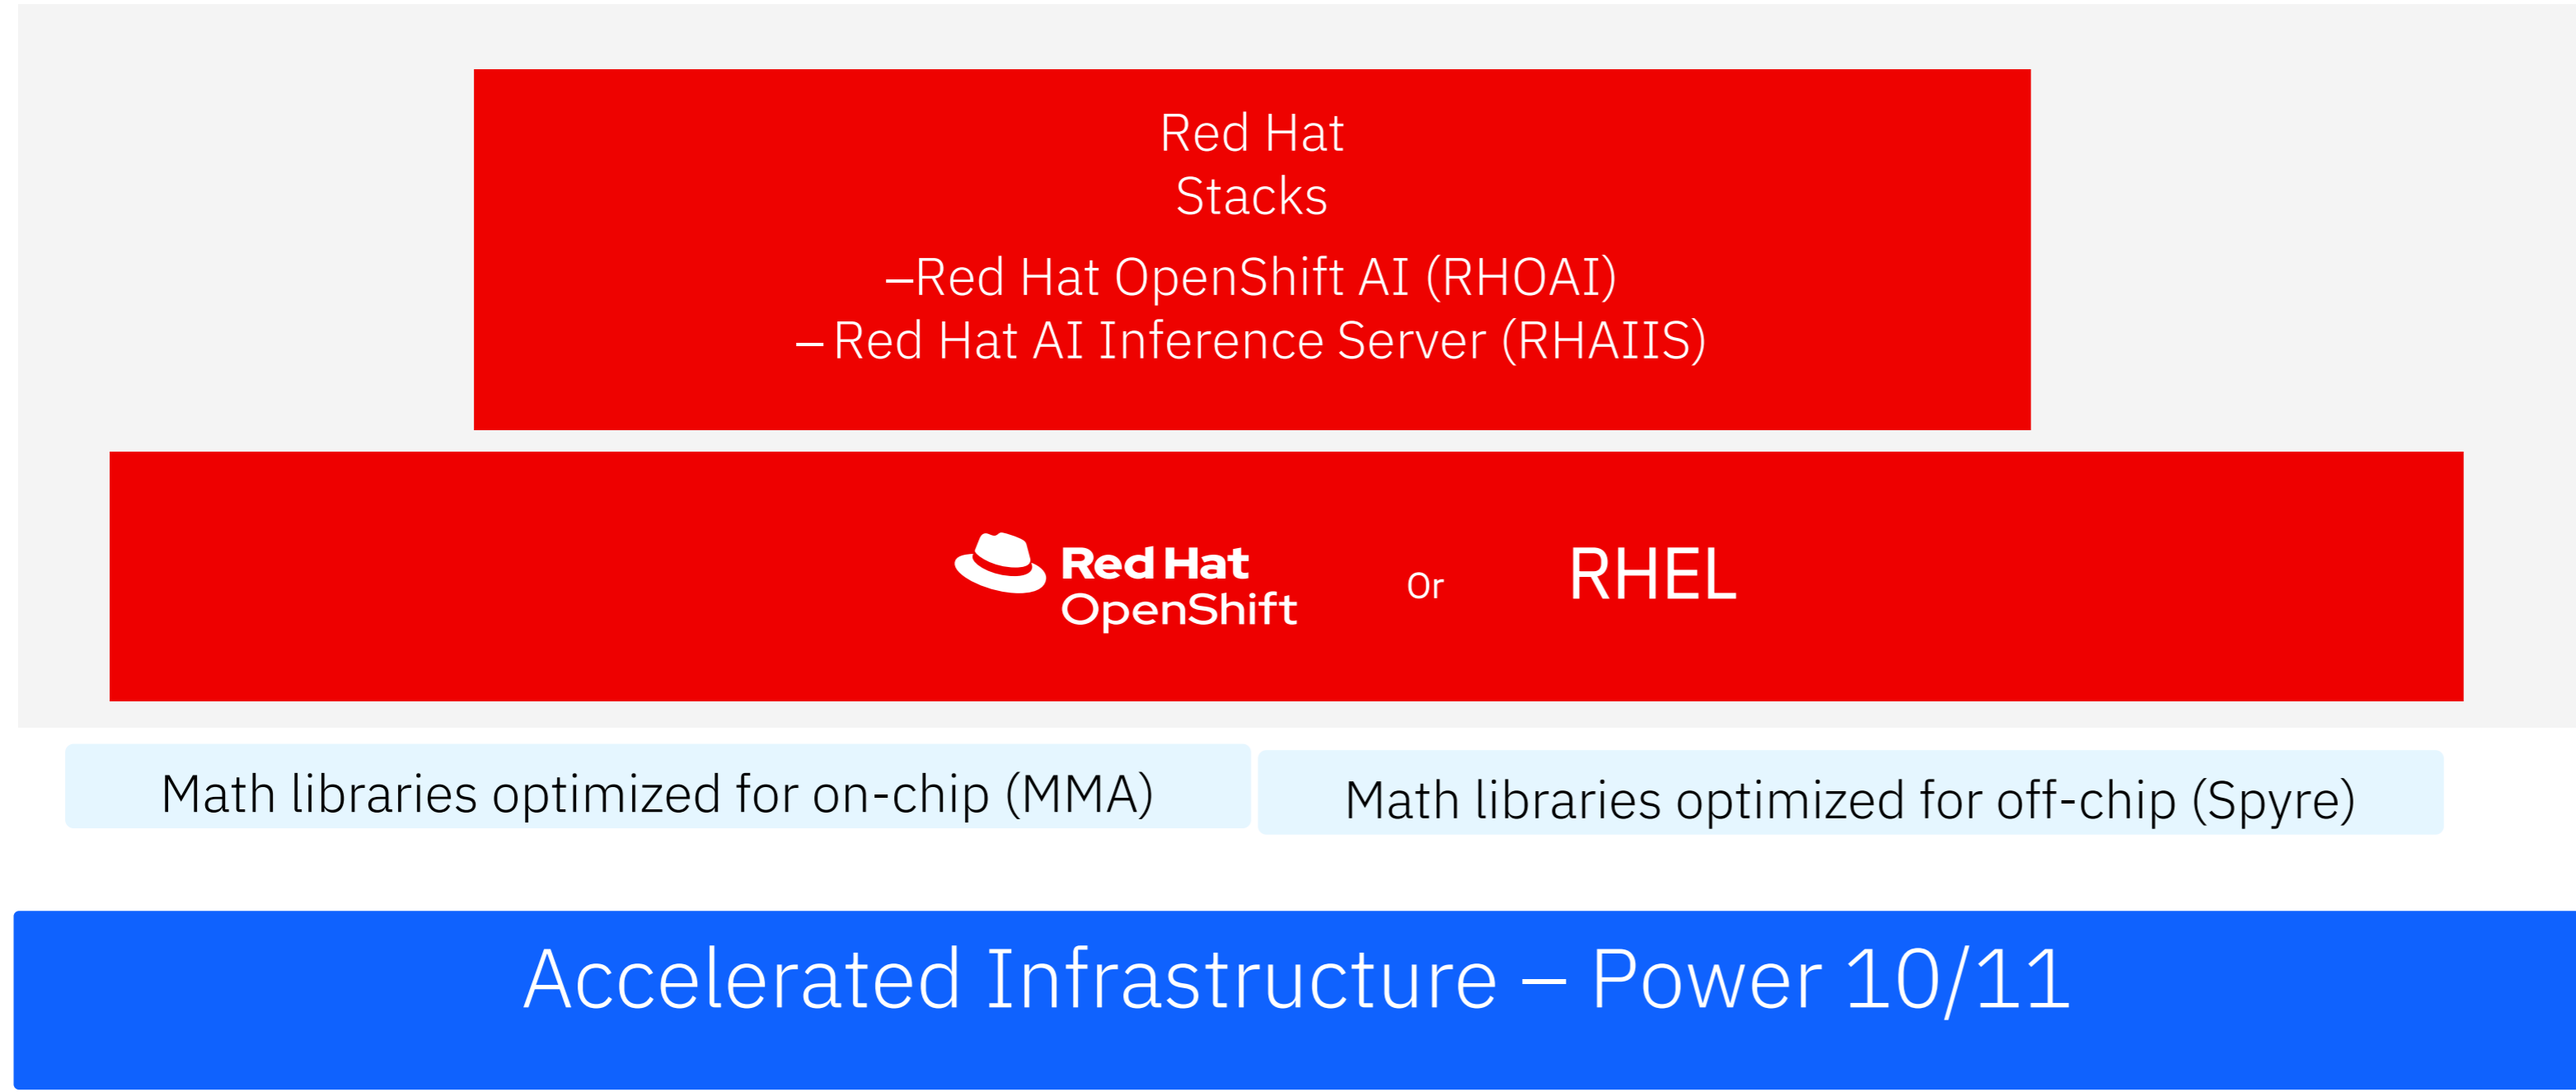 Red Hat
Stacks
–Red Hat OpenShift AI (RHOAI)
– Red Hat AI Inference Server (RHAIIS)
Red Hat
OpenShift
Or
RHEL
Math libraries optimized for on-chip (MMA)
Math libraries optimized for off-chip (Spyre)
Accelerated Infrastructure – Power 10/11